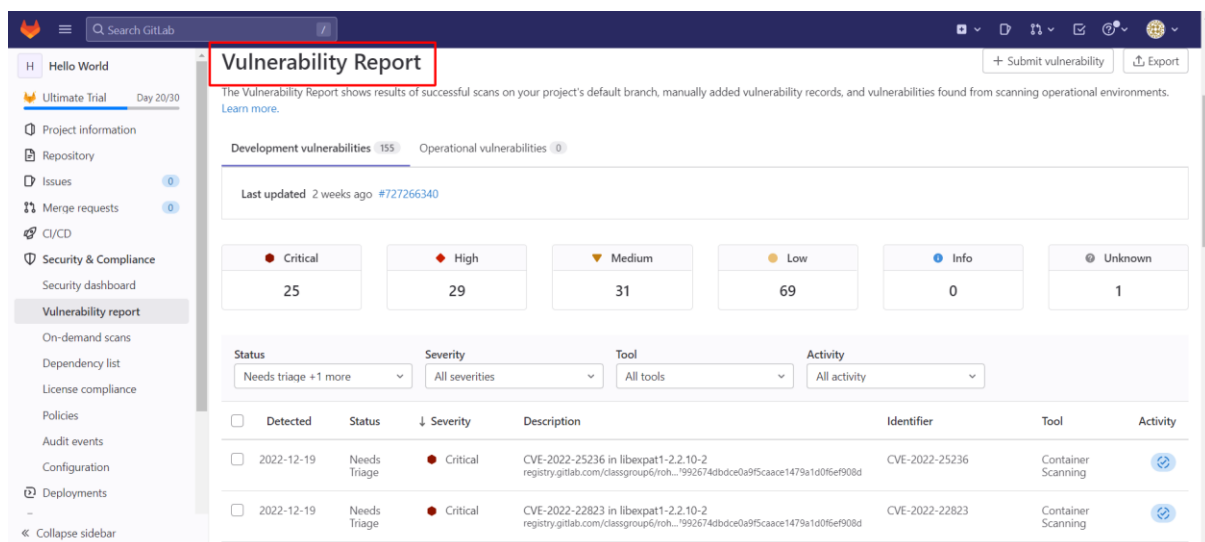 Search GitLab /
H Hello World
Ultimate Trial Day 20/30
Project information
Repository
Issues 0
Merge requests 0
CI/CD
Security & Compliance
Security dashboard
Vulnerability report
On-demand scans
Dependency list
License compliance
Policies
Audit events
Configuration
Deployments
« Collapse sidebar
Vulnerability Report
+ Submit vulnerability
Export
The Vulnerability Report shows results of successful scans on your project's default branch, manually added vulnerability records, and vulnerabilities found from scanning operational environments.
Learn more.
Development vulnerabilities 155 Operational vulnerabilities 0
Last updated 2 weeks ago #727266340
Critical High Medium Low Info Unknown
25 29 31 69 0 1
Status Severity Tool Activity
Needs triage +1 more All severities All tools All activity
Detected Status ↓ Severity Description Identifier Tool Activity
2022-12-19 Needs Critical CVE-2022-25236 in libexpat1-2.2.10-2 CVE-2022-25236 Container
Triage registry.gitlab.com/classgroup6/roh..."992674dbdce0a9f5caace1479a1d0f6ef908d Scanning
2022-12-19 Needs Critical CVE-2022-22823 in libexpat1-2.2.10-2 CVE-2022-22823 Container
Triage registry.gitlab.com/classgroup6/roh..."992674dbdce0a9f5caace1479a1d0f6ef908d Scanning